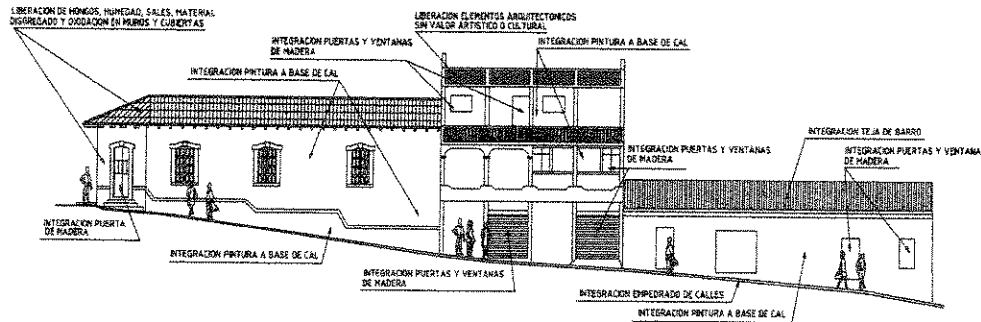 LIBERACION DE HONGOS, HUMEDAD, SALES, MATERIAL
DISGREGADO Y OXIDACION EN MUROS Y CUBIERTAS
LIBERACION ELEMENTOS ARQUITECTONICOS
SIN VALOR ARTISTICO O CULTURAL
INTEGRACION PUERTAS Y VENTANAS
DE MADERA
INTEGRACION PINTURA A BASE DE CAL
INTEGRACION PINTURA A BASE DE CAL
INTEGRACION TEJA DE BARRO
INTEGRACION PUERTAS Y VENTANAS
DE MADERA
INTEGRACION PUERTAS Y VENTANA
DE MADERA
INTEGRACION PUERTA
DE MADERA
INTEGRACION PINTURA A BASE DE CAL
INTEGRACION PUERTAS Y VENTANAS
DE MADERA
INTEGRACION EMPEDRADO DE CALLES
INTEGRACION PINTURA A BASE DE CAL